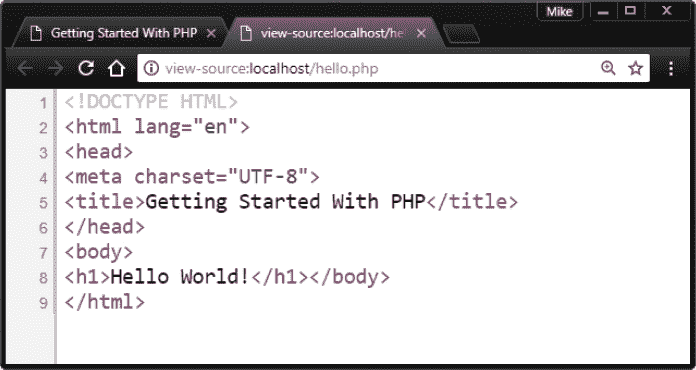 Mike
Getting Started With PHP
view-source:localhost/he
view-source:localhost/hello.php
1 <!DOCTYPE HTML>
2 <html lang="en">
3 <head>
4 <meta charset="UTF-8">
5 <title>Getting Started With PHP</title>
6 </head>
7 <body>
8 <h1>Hello World!</h1></body>
9 </html>